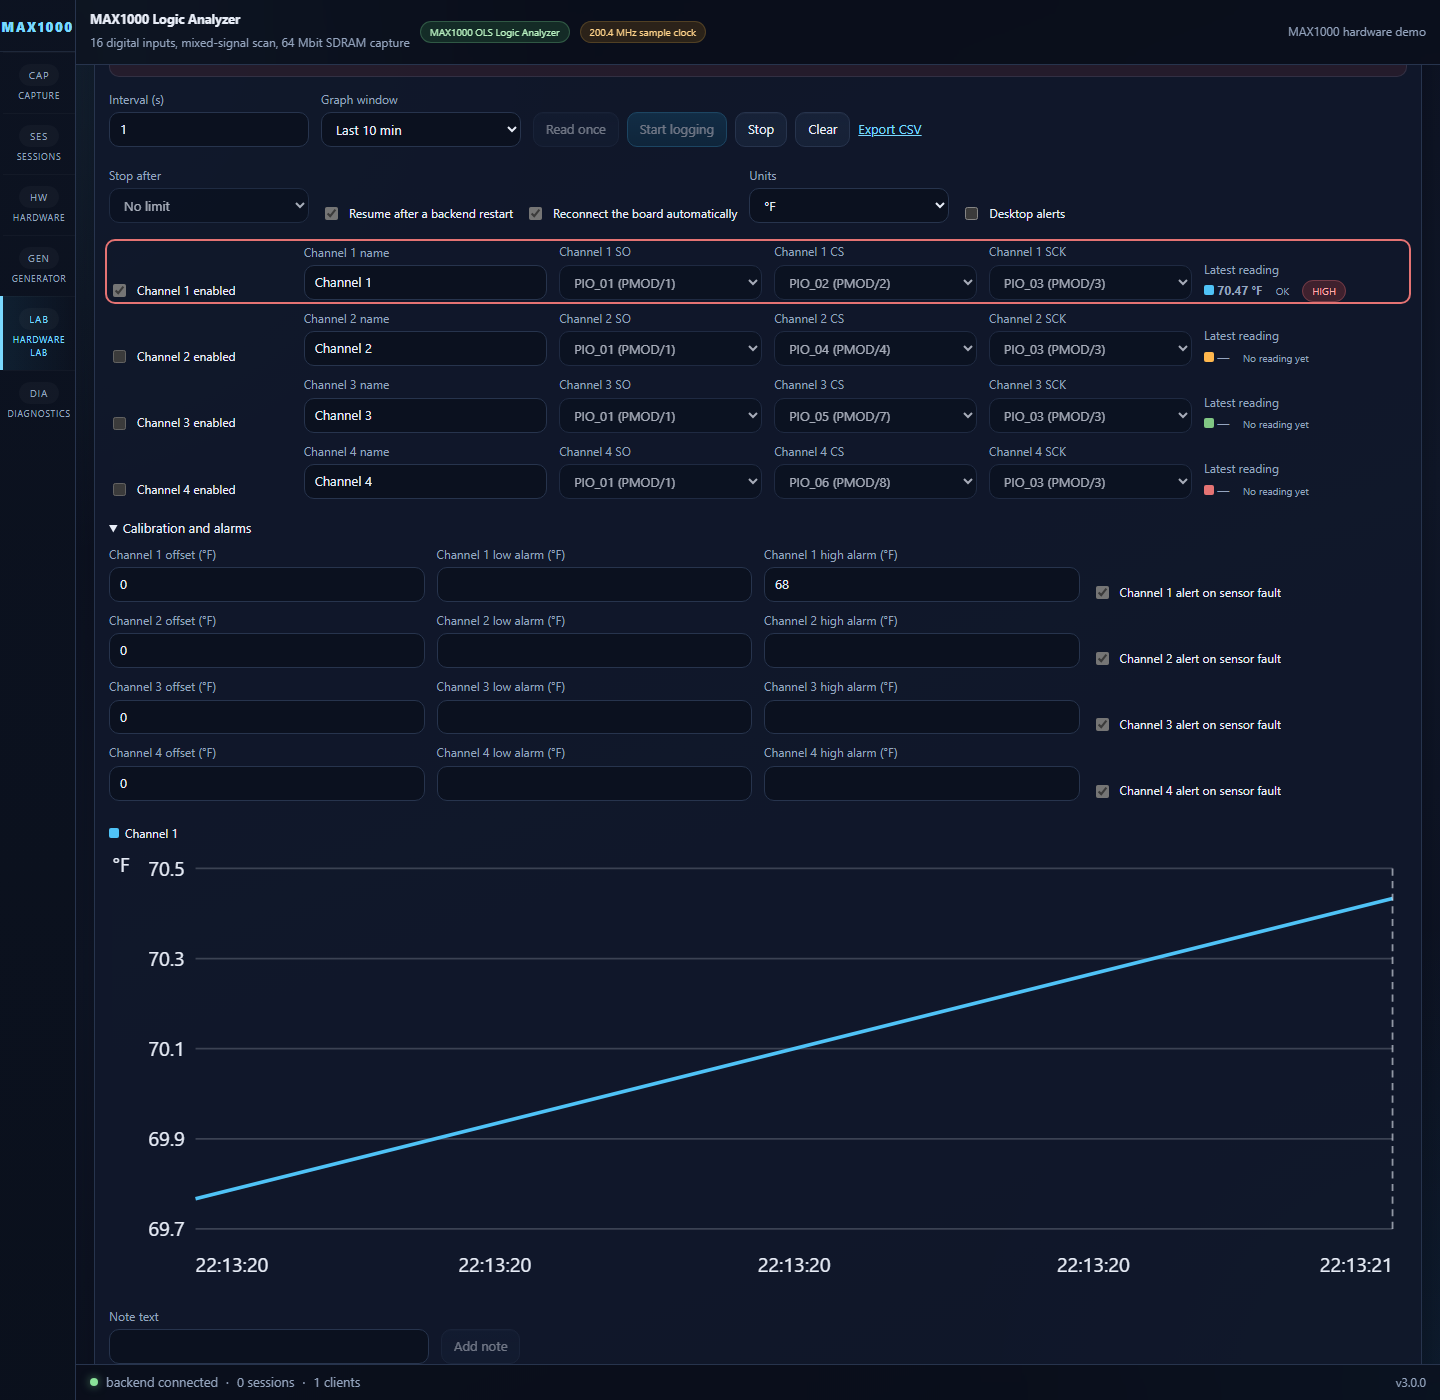 MAX1000
MAX1000 Logic Analyzer
16 digital inputs, mixed-signal scan, 64 Mbit SDRAM capture
MAX1000 OLS Logic Analyzer
200.4 MHz sample clock
MAX1000 hardware demo
CAP
CAPTURE
SES
SESSIONS
HW
HARDWARE
GEN
GENERATOR
LAB
HARDWARE
LAB
DIA
DIAGNOSTICS
Interval (s)
Graph window
1
Last 10 min
Read once
Start logging
Stop
Clear
Export CSV
Stop after
Units
No limit
Resume after a backend restart
Reconnect the board automatically
°F
Desktop alerts
Channel 1 name
Channel 1 SO
Channel 1 CS
Channel 1 SCK
Latest reading
Channel 1 enabled
Channel 1
PIO_01 (PMOD/1)
PIO_02 (PMOD/2)
PIO_03 (PMOD/3)
70.47 °F OK HIGH
Channel 2 name
Channel 2 SO
Channel 2 CS
Channel 2 SCK
Latest reading
Channel 2 enabled
Channel 2
PIO_01 (PMOD/1)
PIO_04 (PMOD/4)
PIO_03 (PMOD/3)
— No reading yet
Channel 3 name
Channel 3 SO
Channel 3 CS
Channel 3 SCK
Latest reading
Channel 3 enabled
Channel 3
PIO_01 (PMOD/1)
PIO_05 (PMOD/7)
PIO_03 (PMOD/3)
— No reading yet
Channel 4 name
Channel 4 SO
Channel 4 CS
Channel 4 SCK
Latest reading
Channel 4 enabled
Channel 4
PIO_01 (PMOD/1)
PIO_06 (PMOD/8)
PIO_03 (PMOD/3)
— No reading yet
▼ Calibration and alarms
Channel 1 offset (°F)
Channel 1 low alarm (°F)
Channel 1 high alarm (°F)
0
68
Channel 1 alert on sensor fault
Channel 2 offset (°F)
Channel 2 low alarm (°F)
Channel 2 high alarm (°F)
0
Channel 2 alert on sensor fault
Channel 3 offset (°F)
Channel 3 low alarm (°F)
Channel 3 high alarm (°F)
0
Channel 3 alert on sensor fault
Channel 4 offset (°F)
Channel 4 low alarm (°F)
Channel 4 high alarm (°F)
0
Channel 4 alert on sensor fault
Channel 1
°F
70.5
70.3
70.1
69.9
69.7
22:13:20
22:13:20
22:13:20
22:13:20
22:13:21
Note text
Add note
backend connected · 0 sessions · 1 clients
v3.0.0